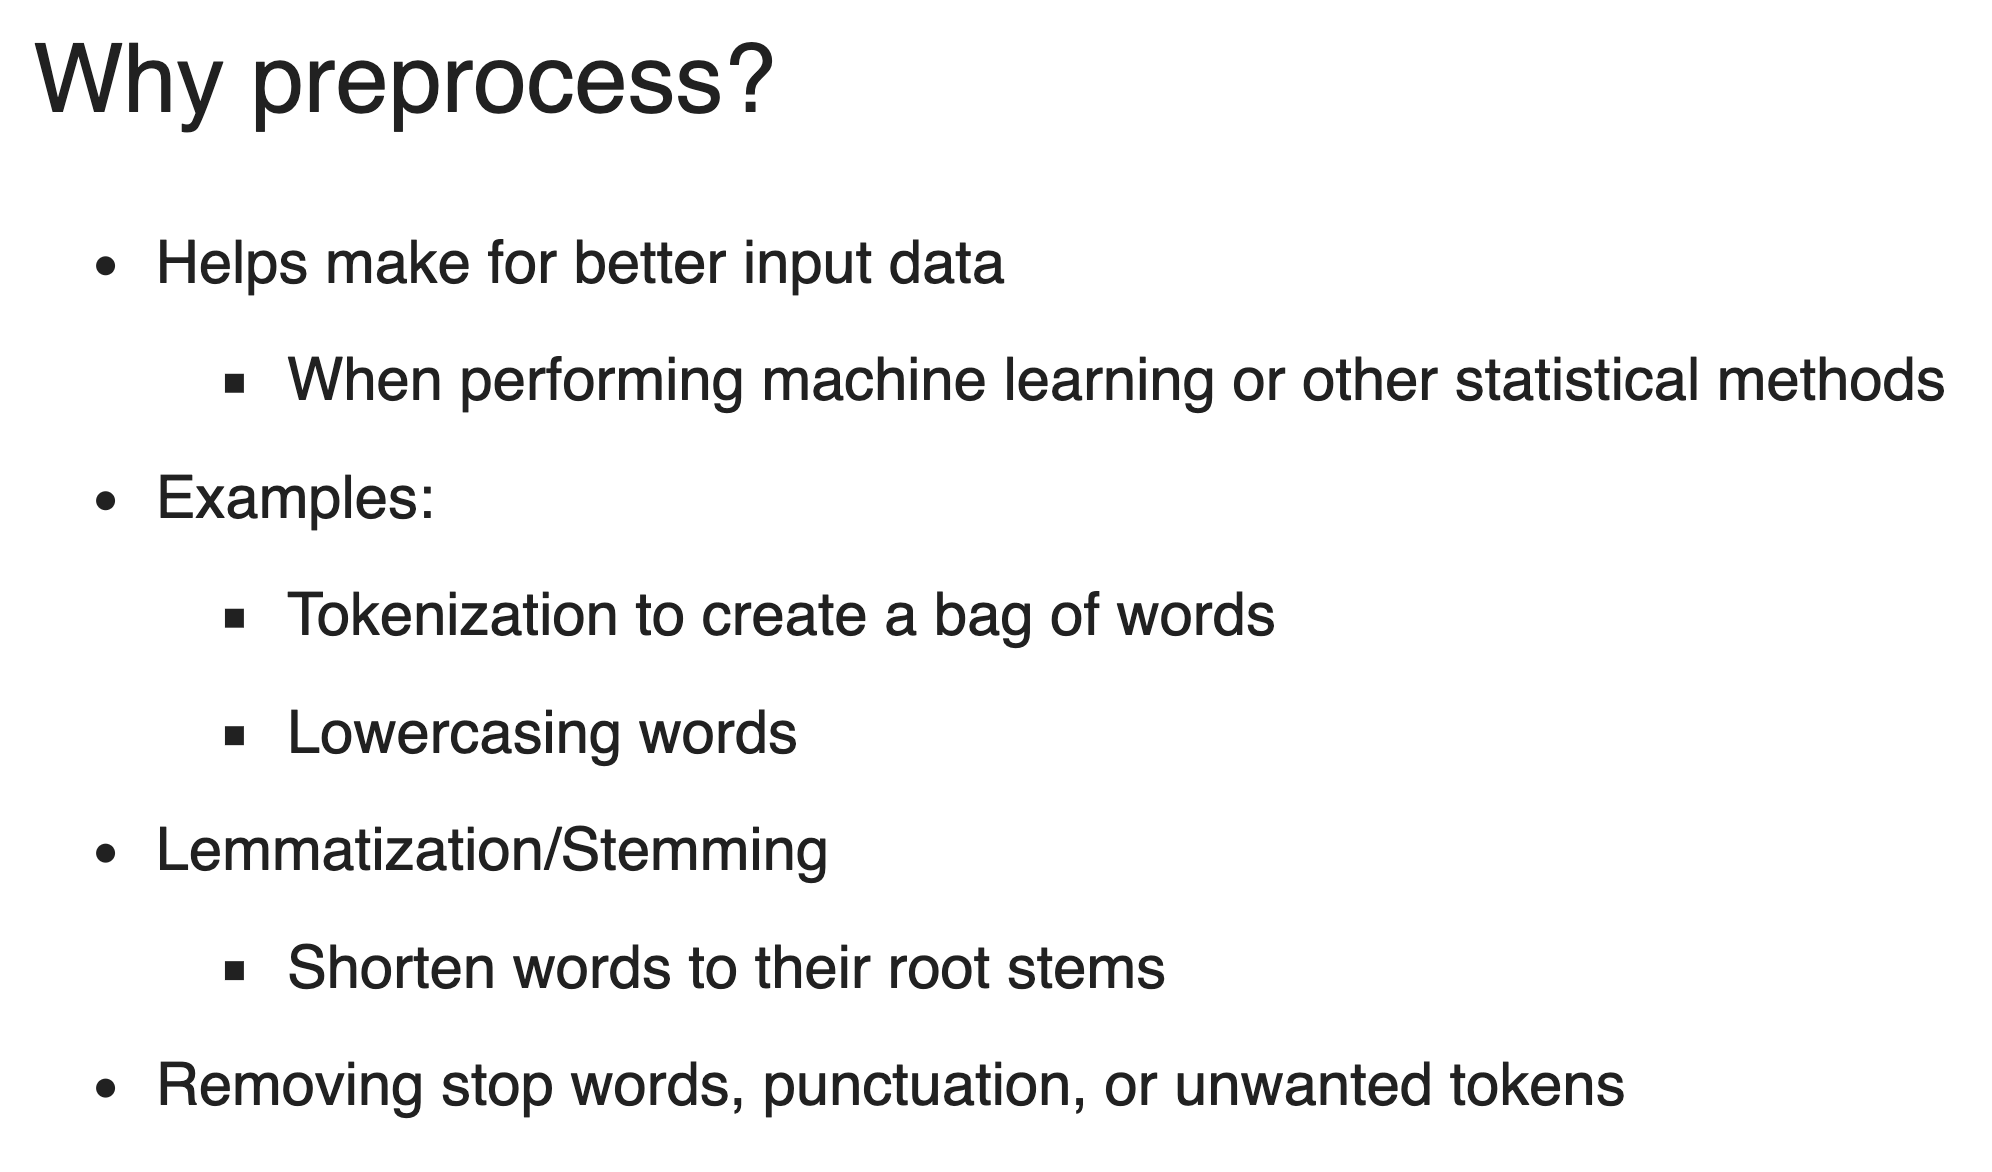 Why preprocess?
• Helps make for better input data
▪ When performing machine learning or other statistical methods
• Examples:
▪ Tokenization to create a bag of words
▪ Lowercasing words
• Lemmatization/Stemming
▪ Shorten words to their root stems
• Removing stop words, punctuation, or unwanted tokens